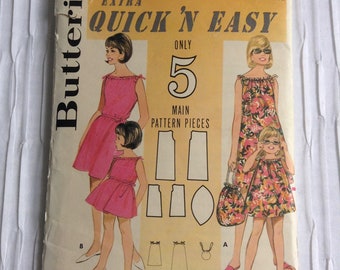 Butteri
EXTRA
QUICK'N EASY
ONLY
5
MAIN
PATTERN PIECES
B
A